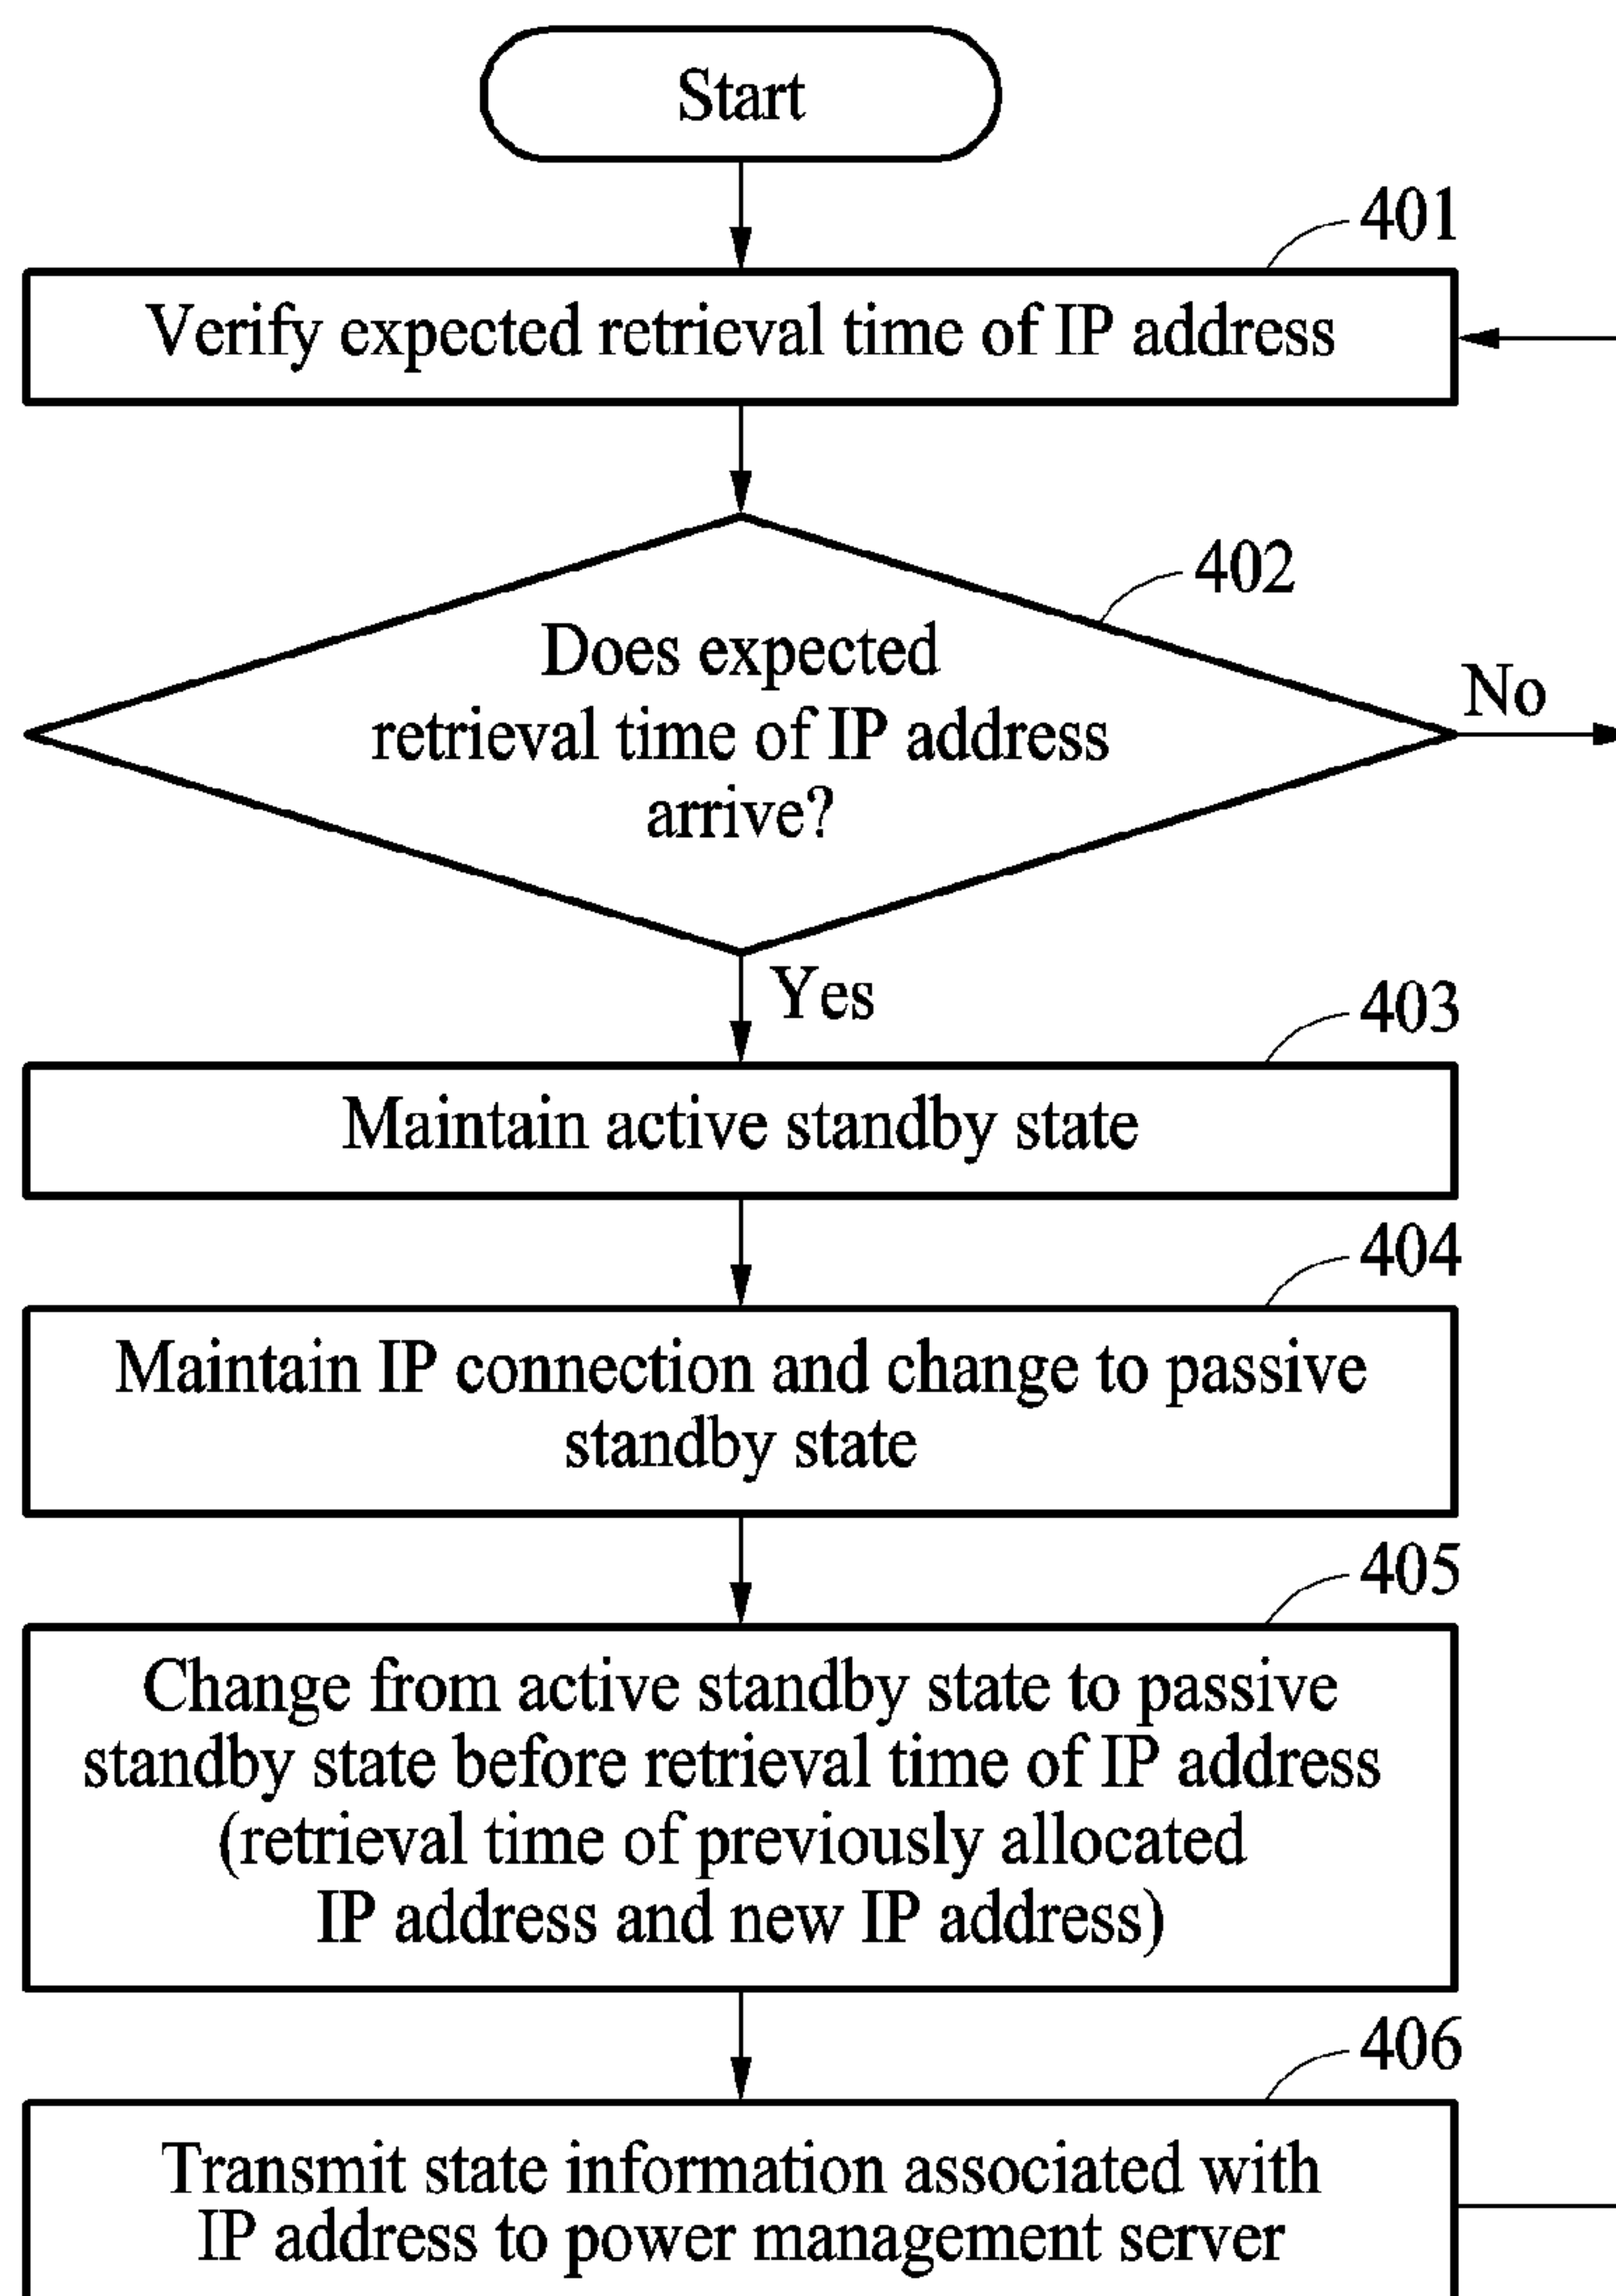 Start
401
Verify expected retrieval time of IP address
402
Does expected
retrieval time of IP address
arrive?
No
Yes
403
Maintain active standby state
404
Maintain IP connection and change to passive
standby state
405
Change from active standby state to passive
standby state before retrieval time of IP address
(retrieval time of previously allocated
IP address and new IP address)
406
Transmit state information associated with
IP address to power management server